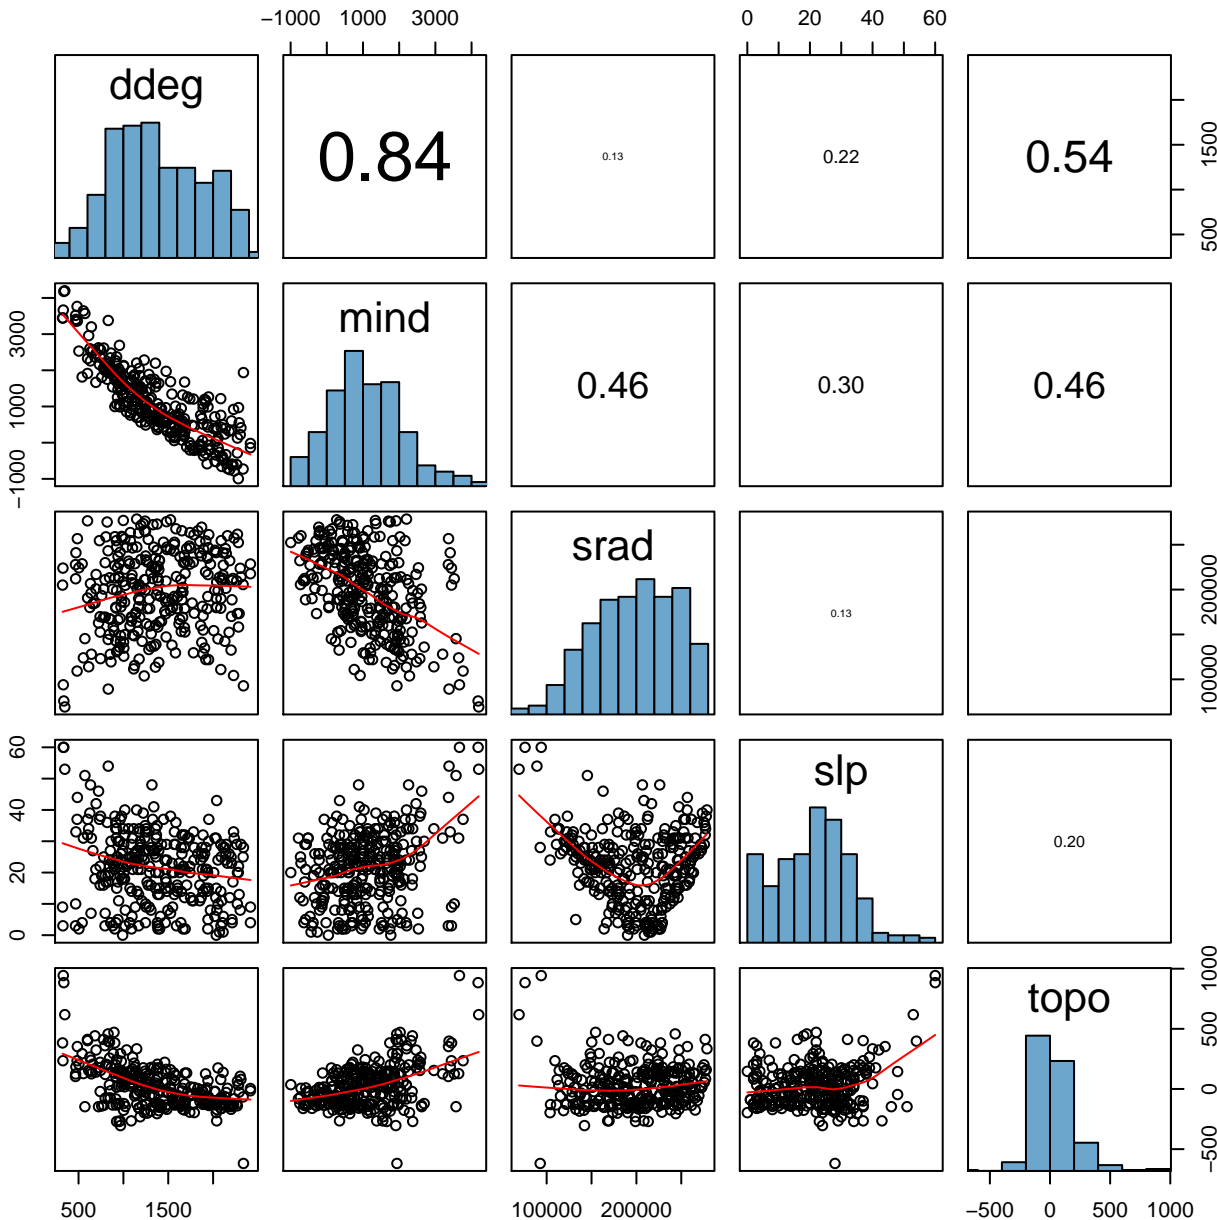 −1000 1000 3000 0 20 40 60
ddeg 0.84 0.13 0.22 0.54 500 1500
−1000 1000 3000 mind 0.46 0.30 0.46
srad 0.13 100000 200000
0 20 40 60 slp 0.20
topo −500 0 500 1000
500 1500 100000 200000 −500 0 500 1000